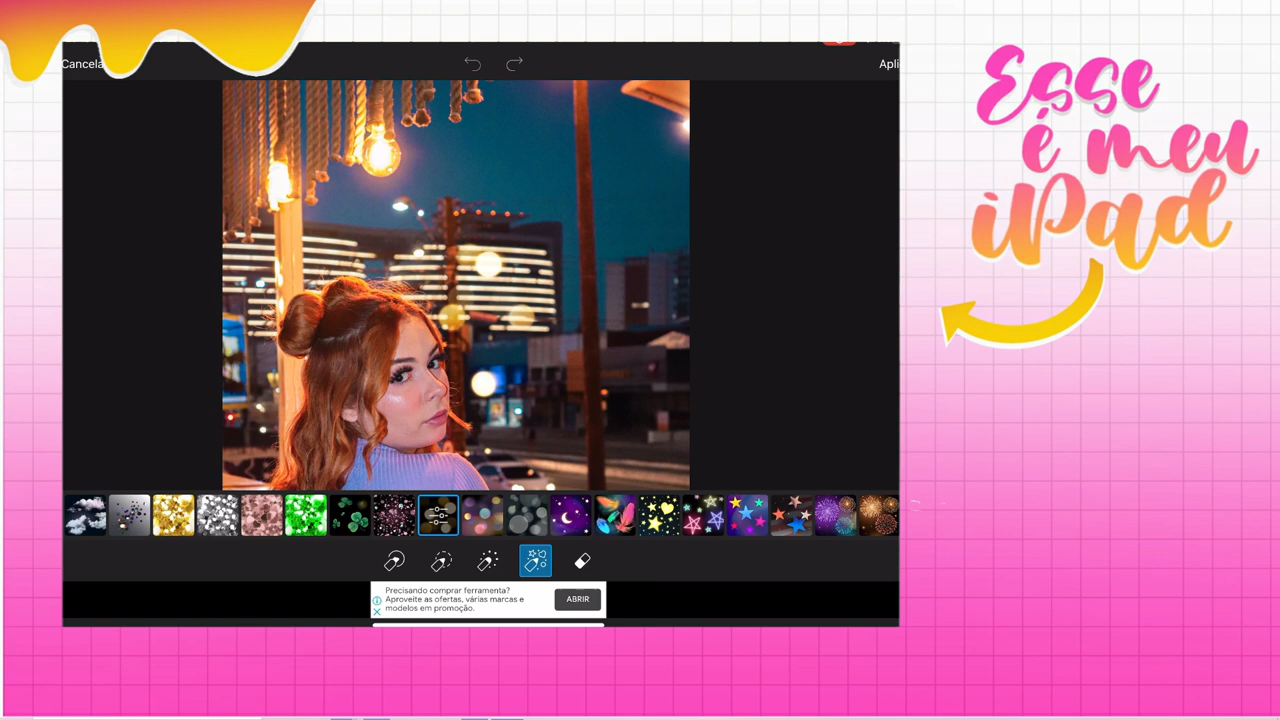 Cancela
Apli
Esse
é meu
iPad
Precisando comprar ferramenta?
Aproveite as ofertas, várias marcas e
modelos em promoção.
ABRIR